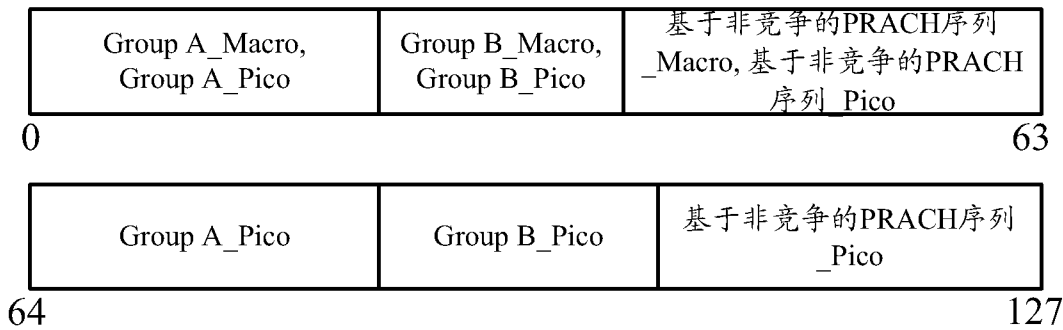 Group A_Macro,
Group A_Pico
Group B_Macro,
Group B_Pico
基于非竞争的PRACH序列
_Macro, 基于非竞争的PRACH
序列_Pico
0
63
Group A_Pico
Group B_Pico
基于非竞争的PRACH序列
_Pico
64
127